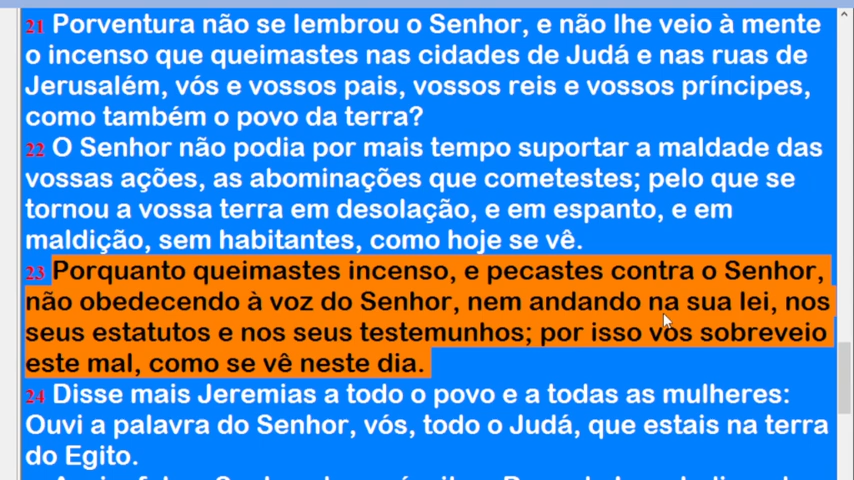 21 Porventura não se lembrou o Senhor, e não lhe veio à mente
o incenso que queimastes nas cidades de Judá e nas ruas de
Jerusalém, vós e vossos pais, vossos reis e vossos príncipes,
como também o povo da terra?
22 O Senhor não podia por mais tempo suportar a maldade das
vossas ações, as abominações que cometestes; pelo que se
tornou a vossa terra em desolação, e em espanto, e em
maldição, sem habitantes, como hoje se vê.
23 Porquanto queimastes incenso, e pecastes contra o Senhor,
não obedecendo à voz do Senhor, nem andando na sua lei, nos
seus estatutos e nos seus testemunhos; por isso vos sobreveio
este mal, como se vê neste dia.
24 Disse mais Jeremias a todo o povo e a todas as mulheres:
Ouvi a palavra do Senhor, vós, todo o Judá, que estais na terra
do Egito.